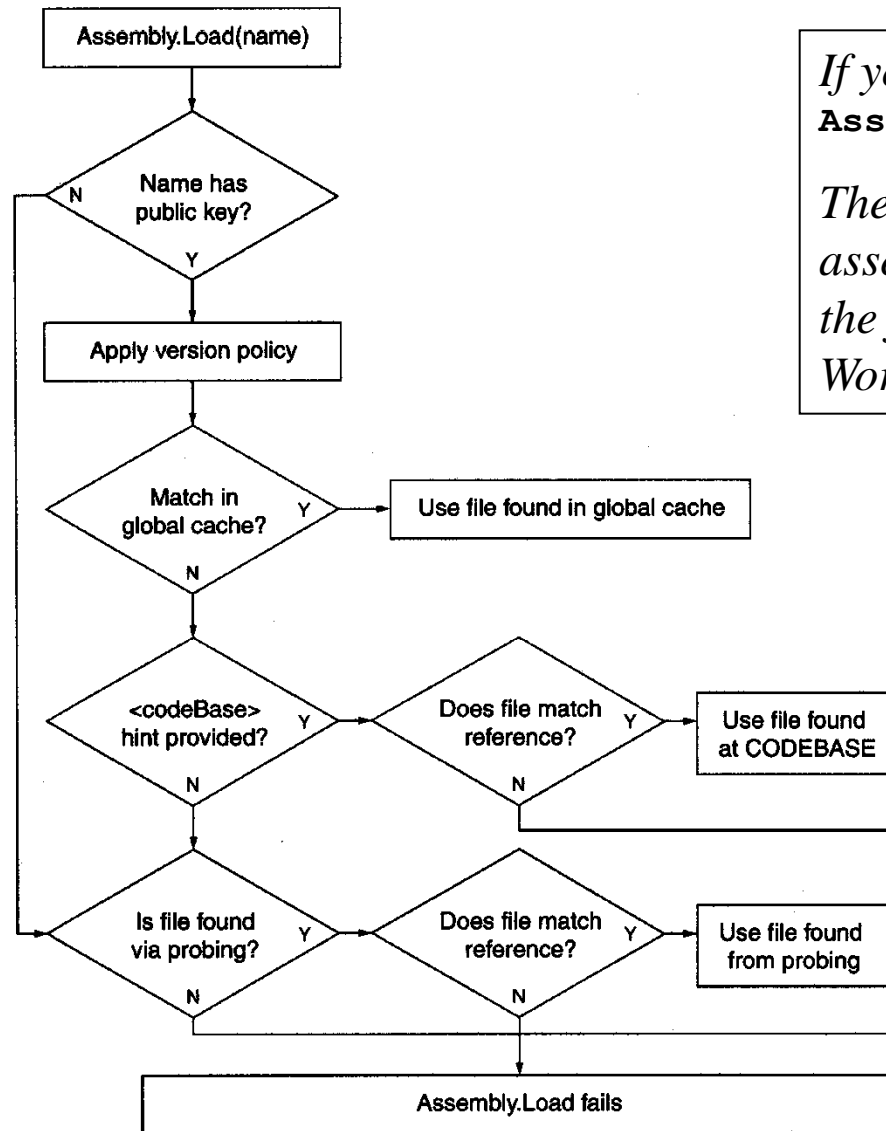 Assembly.Load(name)
Name has
public key?
N
Y
Apply version policy
Match in
global cache?
Y
N
Use file found in global cache
<codeBase>
hint provided?
Y
N
Does file match
reference?
Y
N
Use file found
at CODEBASE
Is file found
via probing?
Y
N
Does file match
reference?
Y
N
Use file found
from probing
Assembly.Load fails
If yo
Ass
The
asse
the
Wor